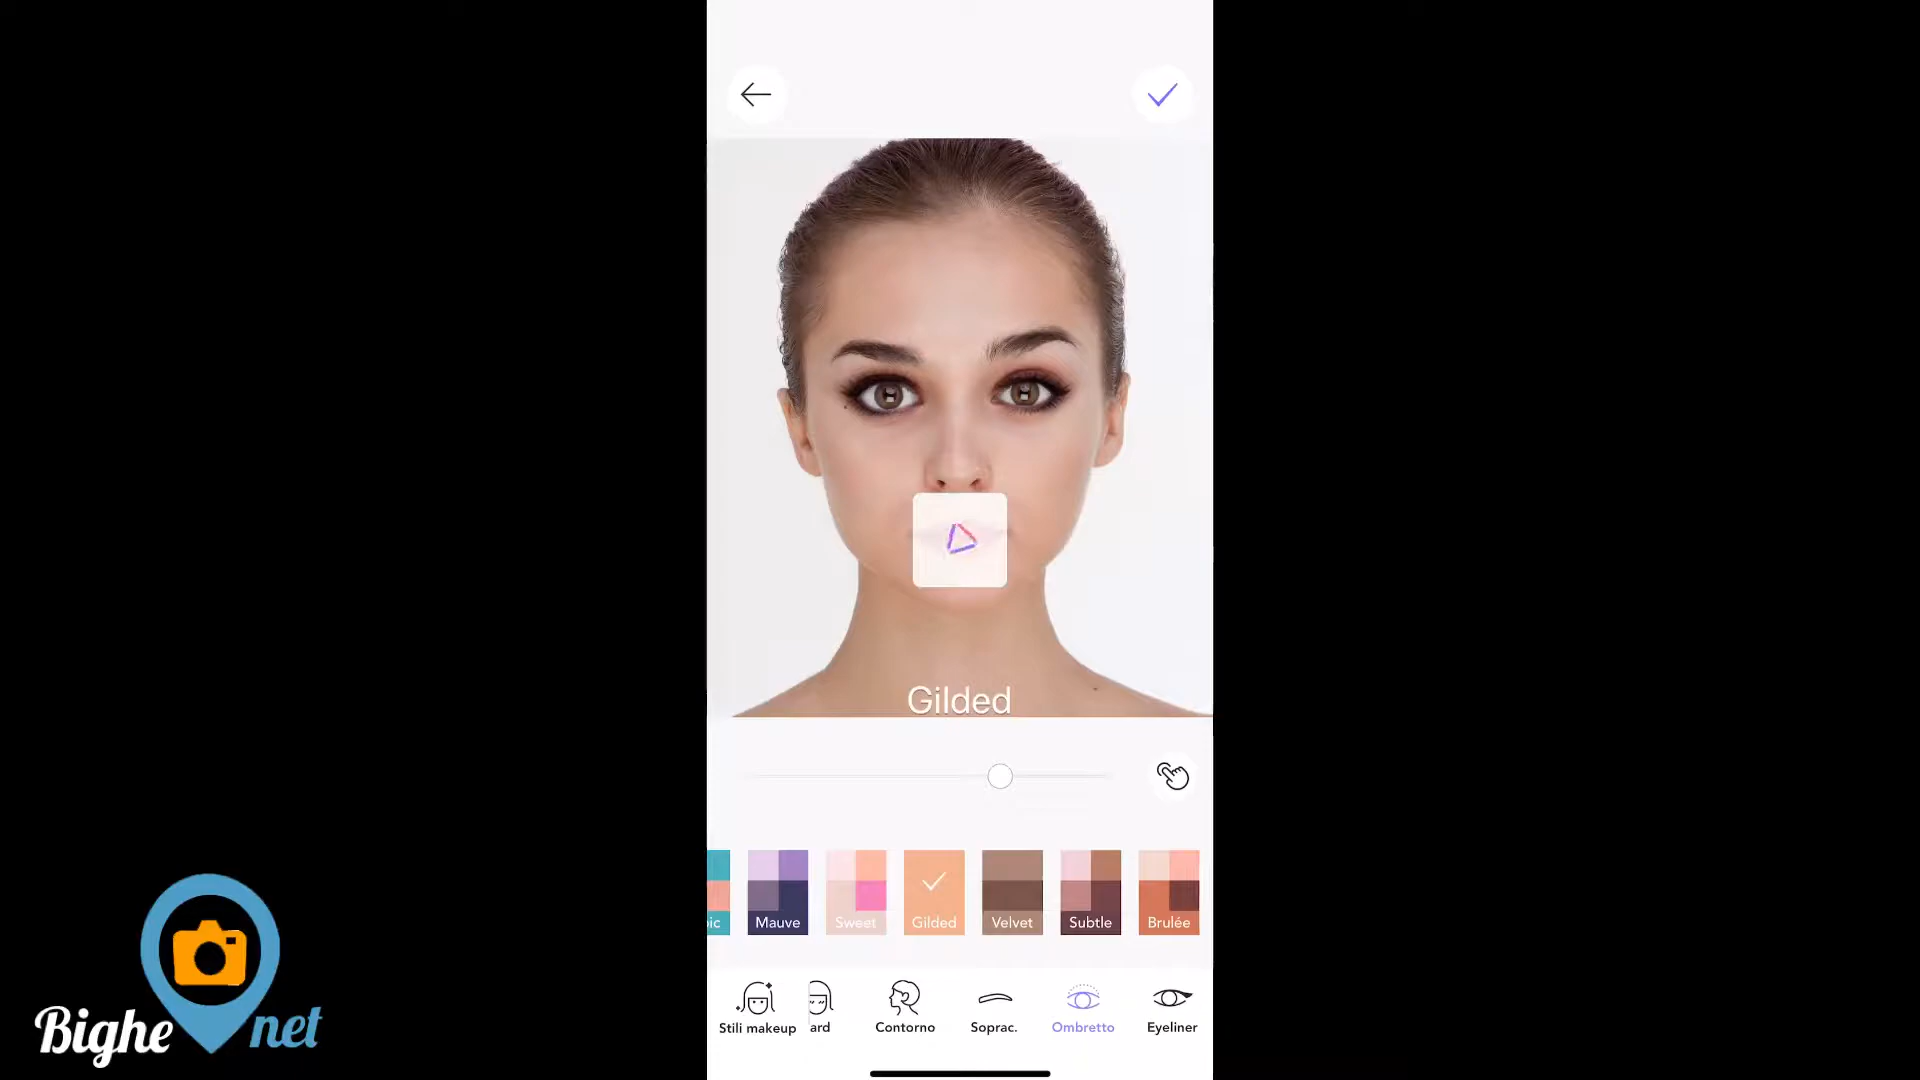 Gilded
ic
Mauve
Sweet
Gilded
Velvet
Subtle
Brulée
Stili makeup
ard
Contorno
Soprac.
Ombretto
Eyeliner
Bighe net